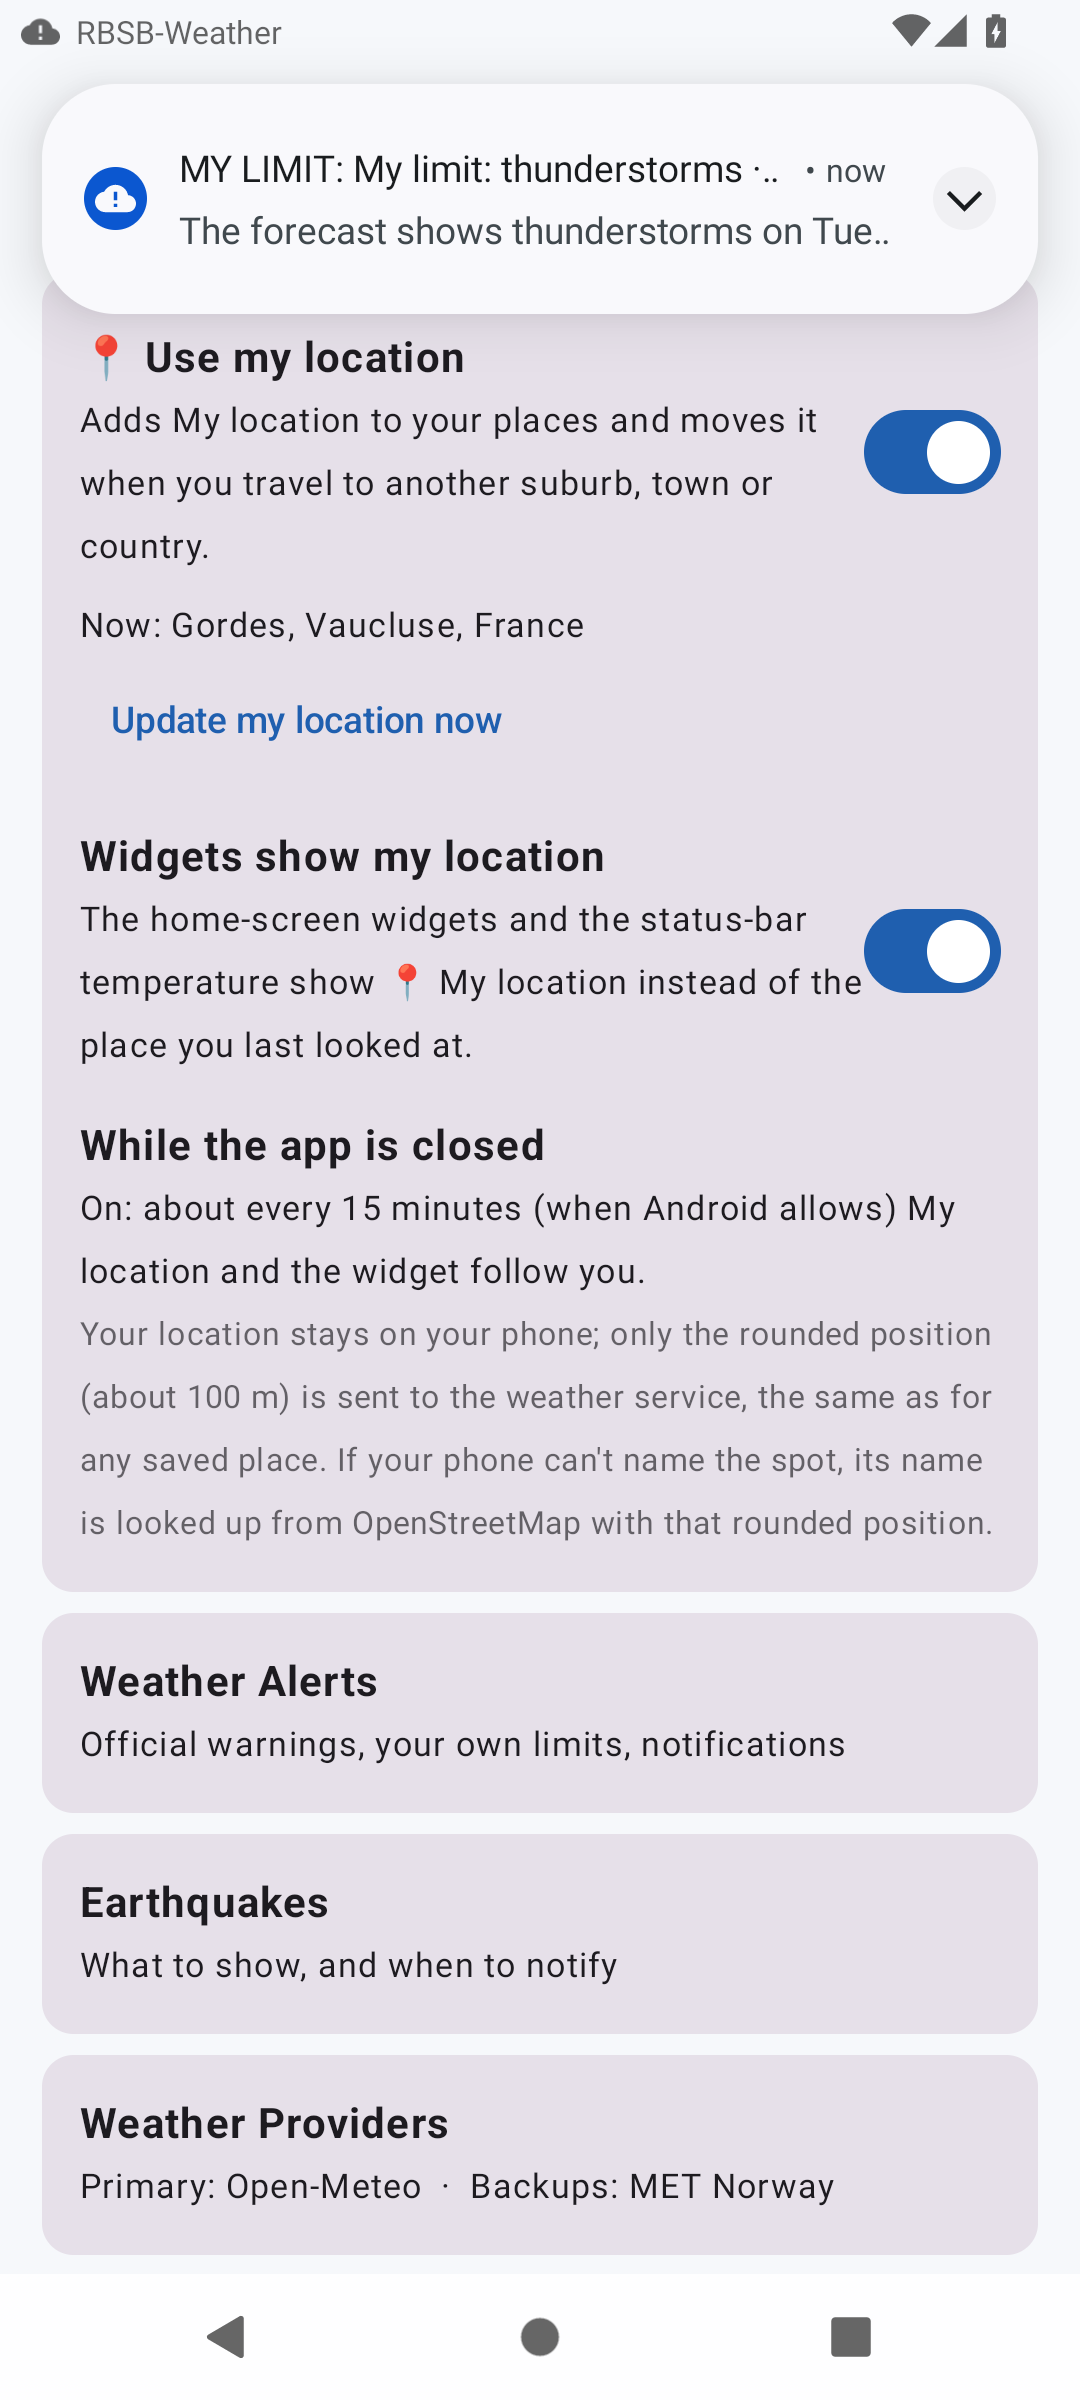 RBSB-Weather
MY LIMIT: My limit: thunderstorms ·.. • now
The forecast shows thunderstorms on Tue..
📍 Use my location
Adds My location to your places and moves it
when you travel to another suburb, town or
country.
Now: Gordes, Vaucluse, France
Update my location now
Widgets show my location
The home-screen widgets and the status-bar
temperature show 📍 My location instead of the
place you last looked at.
While the app is closed
On: about every 15 minutes (when Android allows) My
location and the widget follow you.
Your location stays on your phone; only the rounded position
(about 100 m) is sent to the weather service, the same as for
any saved place. If your phone can't name the spot, its name
is looked up from OpenStreetMap with that rounded position.
Weather Alerts
Official warnings, your own limits, notifications
Earthquakes
What to show, and when to notify
Weather Providers
Primary: Open-Meteo · Backups: MET Norway